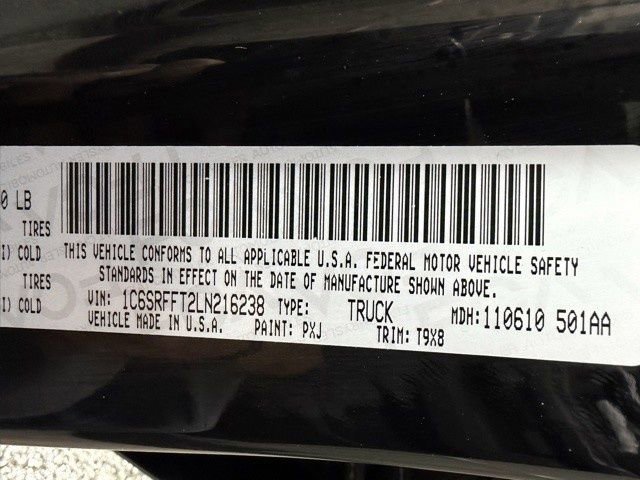 0 LB
TIRES
I) COLD
TIRES
I) COLD
THIS VEHICLE CONFORMS TO ALL APPLICABLE U.S.A. FEDERAL MOTOR VEHICLE SAFETY
STANDARDS IN EFFECT ON THE DATE OF MANUFACTURE SHOWN ABOVE.
VIN: 1C6SRFFT2LN216238 TYPE: TRUCK MDH:110610 501AA
VEHICLE MADE IN U.S.A. PAINT: PXJ TRIM: T9X8